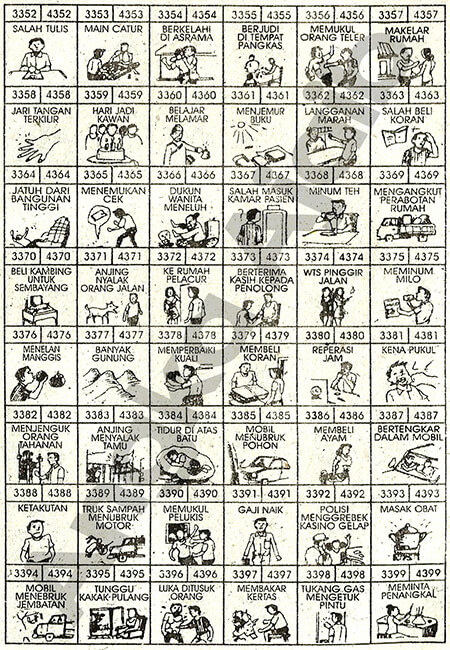 3352 4352
SALAH TULIS
3353 4353
MAIN CATUR
3354 4354
BERKELAHI
DI ASRAMA
3355 4355
BERJUDI
DI TEMPAT
PANGKAS
3356 4356
MEMUKUL
ORANG TELER
3357 4357
MAKELAR
RUMAH
3358 4358
JARI TANGAN
TERKILIR
3359 4359
HARI JADI
KAWAN
3360 4360
BELAJAR
MELAMAR
3361 4361
MENJEMUR
BUKU
3362 4362
LANGGANAN
MARAH
3363 4363
SALAH BELI
KORAN
3364 4364
JATUH DARI
BANGUNAN
TINGGI
3365 4365
MENEMUKAN
CEK
3366 4366
DUKUN
WANITA
MENELUH
3367 4367
SALAH MASUK
KAMAR PASIEN
3368 4368
MINUM TEH
3369 4369
MENGANGKUT
PERABOTAN
RUMAH
3370 4370
BELI KAMBING
UNTUK
SEMBAYANG
3371 4371
ANJING
NYALAK
ORANG JALAN
3372 4372
KE RUMAH
PELACUR
3373 4373
BERTERIMA
KASIH KEPADA
PENOLONG
3374 4374
WTS PINGGIR
JALAN
3375 4375
MEMINUM
MILO
3376 4376
MENELAN
MANGGIS
3377 4377
BANYAK
GUNUNG
3378 4378
MEMPERBAIKI
KUALI
3379 4379
MEMBELI
KORAN
3380 4380
REPERASI
JAM
3381 4381
KENA PUKUL
3382 4382
MENJENGUK
ORANG
TAHANAN
3383 4383
ANJING
MENYALAK
TAMU
3384 4384
TIDUR DI ATAS
BATU
3385 4385
MOBIL
MENUBRUK
POHON
3386 4386
MEMBELI
AYAM
3387 4387
BERTENGKAR
DALAM MOBIL
3388 4388
KETAKUTAN
3389 4389
TRUK SAMPAH
MENUBRUK
MOTOR
3390 4390
MEMUKUL
PELUKIS
3391 4391
GAJI NAIK
3392 4392
POLISI
MENGGREBEK
KASINO GELAP
3393 4393
MASAK OBAT
3394 4394
MOBIL
MENEBRUK
JEMBATAN
3395 4395
TUNGGU
KAKAK PULANG
3396 4396
LUKA DITUSUK
ORANG
3397 4397
MEMBAKAR
KERTAS
3398 4398
TUKANG GAS
MENGETUK
PINTU
3399 4399
MEMINTA
PENANGKAL